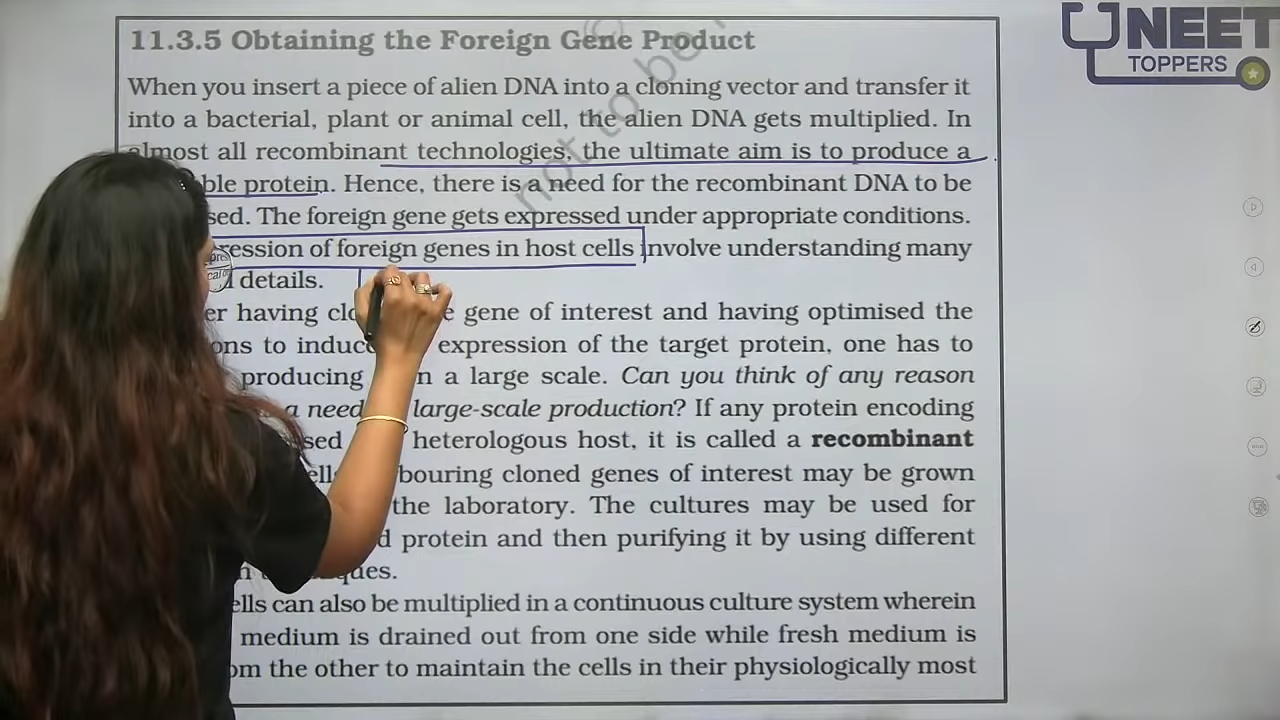 11.3.5 Obtaining the Foreign Gene Product
When you insert a piece of alien DNA into a cloning vector and transfer it
into a bacterial, plant or animal cell, the alien DNA gets multiplied. In
almost all recombinant technologies, the ultimate aim is to produce a
ble protein. Hence, there is a need for the recombinant DNA to be
sed. The foreign gene gets expressed under appropriate conditions.
ression of foreign genes in host cells involve understanding many
details.
er having clo e gene of interest and having optimised the
ons to induc expression of the target protein, one has to
producing n a large scale. Can you think of any reason
a need large-scale production? If any protein encoding
sed heterologous host, it is called a recombinant
ell bouring cloned genes of interest may be grown
the laboratory. The cultures may be used for
d protein and then purifying it by using different
n ques.
ells can also be multiplied in a continuous culture system wherein
medium is drained out from one side while fresh medium is
om the other to maintain the cells in their physiologically most
not to be
NEET
TOPPERS